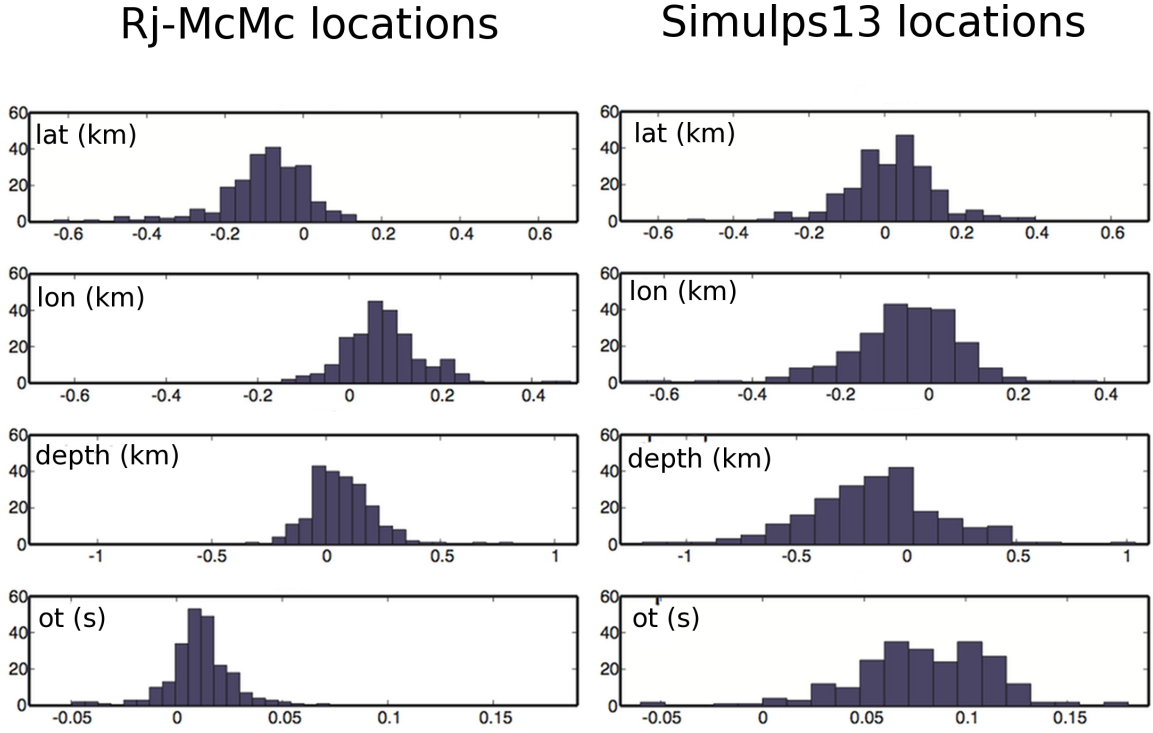 Rj-McMc locations
Simulps13 locations
60
40
20
0
lat (km)
-0.6 -0.4 -0.2 0 0.2 0.4 0.6
60
40
20
0
lat (km)
-0.6 -0.4 -0.2 0 0.2 0.4 0.6
60
40
20
0
lon (km)
-0.6 -0.4 -0.2 0 0.2 0.4
60
40
20
0
lon (km)
-0.6 -0.4 -0.2 0 0.2 0.4
60
40
20
0
depth (km)
-1 -0.5 0 0.5 1
60
40
20
0
depth (km)
-1 -0.5 0 0.5 1
60
40
20
0
ot (s)
-0.05 0 0.05 0.1 0.15
60
40
20
0
ot (s)
-0.05 0 0.05 0.1 0.15